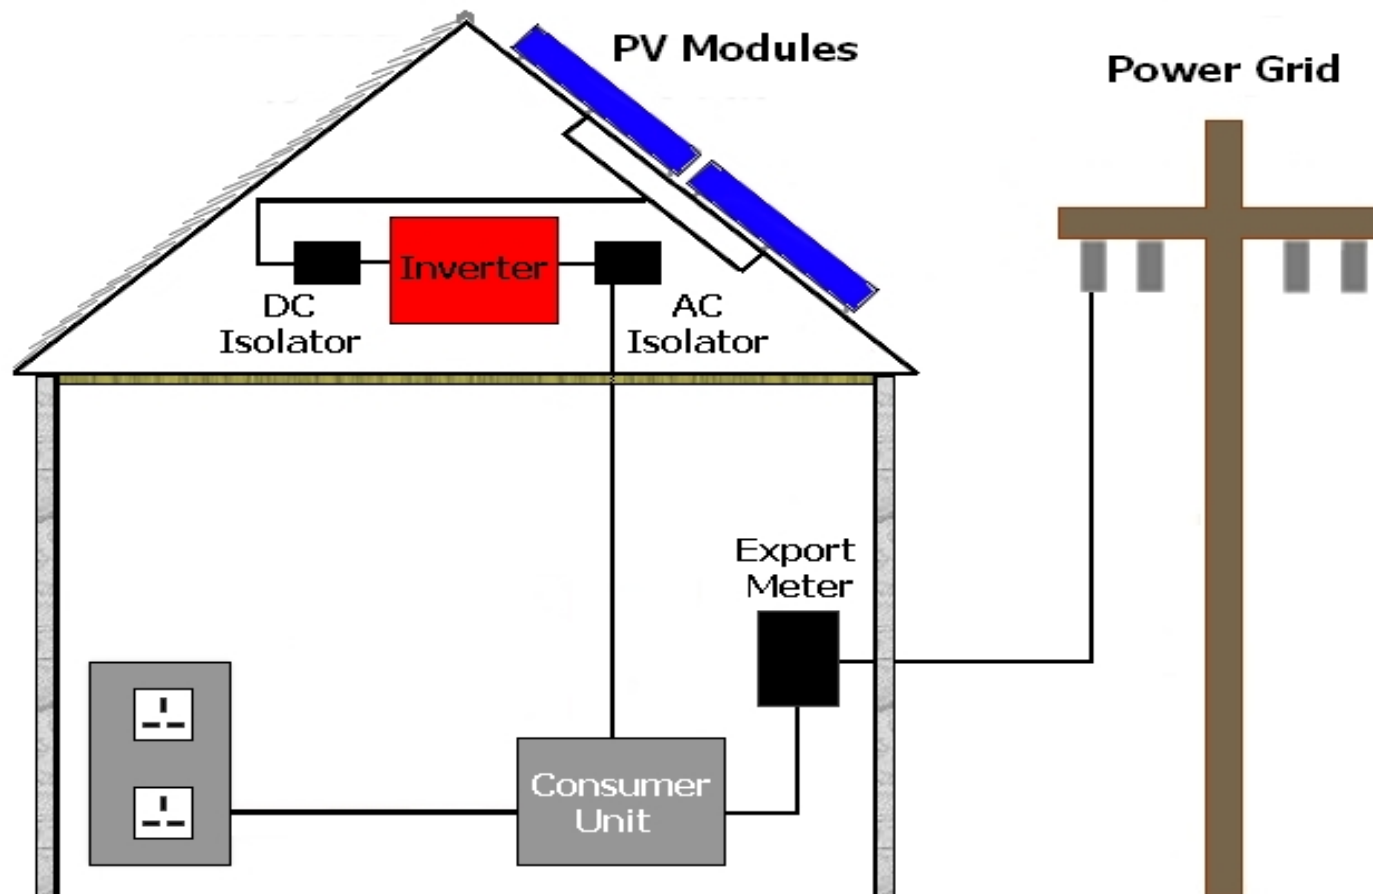 PV Modules
Power Grid
Inverter
DC
Isolator
AC
Isolator
Export
Meter
Consumer
Unit